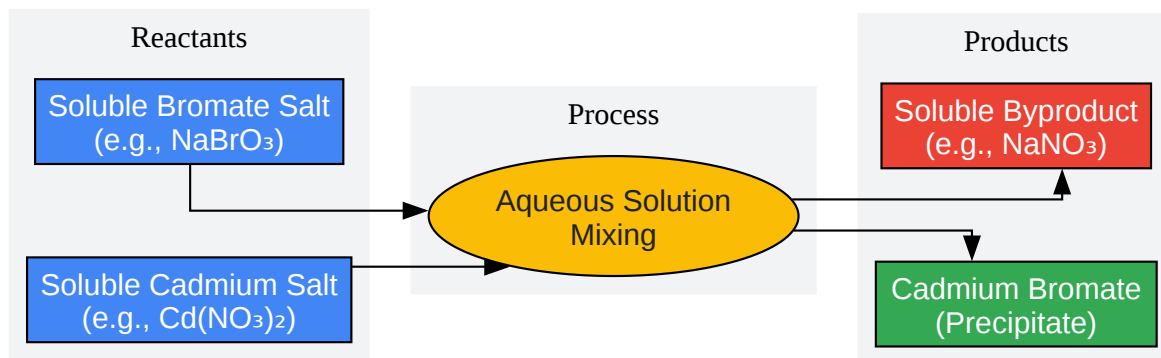 Reactants
Soluble Bromate Salt
(e.g., NaBrO₃)
Soluble Cadmium Salt
(e.g., Cd(NO₃)₂)
Process
Aqueous Solution
Mixing
Products
Soluble Byproduct
(e.g., NaNO₃)
Cadmium Bromate
(Precipitate)